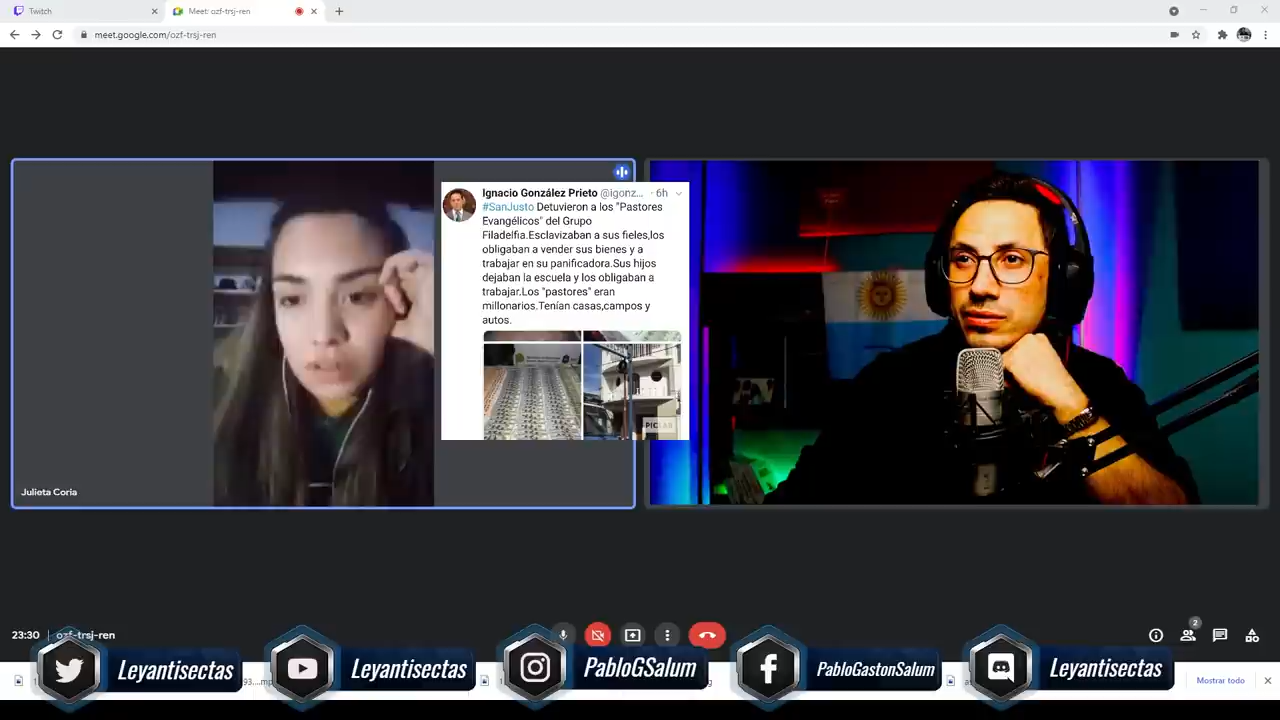 Twitch
Meet: ozf-trsj-ren
meet.google.com/ozf-trsj-ren
Ignacio González Prieto @igonz... · 6h
#SanJusto Detuvieron a los "Pastores
Evangélicos" del Grupo
Filadelfia.Esclavizaban a sus fieles,los
obligaban a vender sus bienes y a
trabajar en su panificadora.Sus hijos
dejaban la escuela y los obligaban a
trabajar.Los "pastores" eran
millonarios.Tenían casas,campos y
autos.
PICLAB
Julieta Coria
23:30 | ozf-trsj-ren
2
Leyantisectas
Leyantisectas
PabloGSalum
PabloGastonSalum
Leyantisectas
Mostrar todo